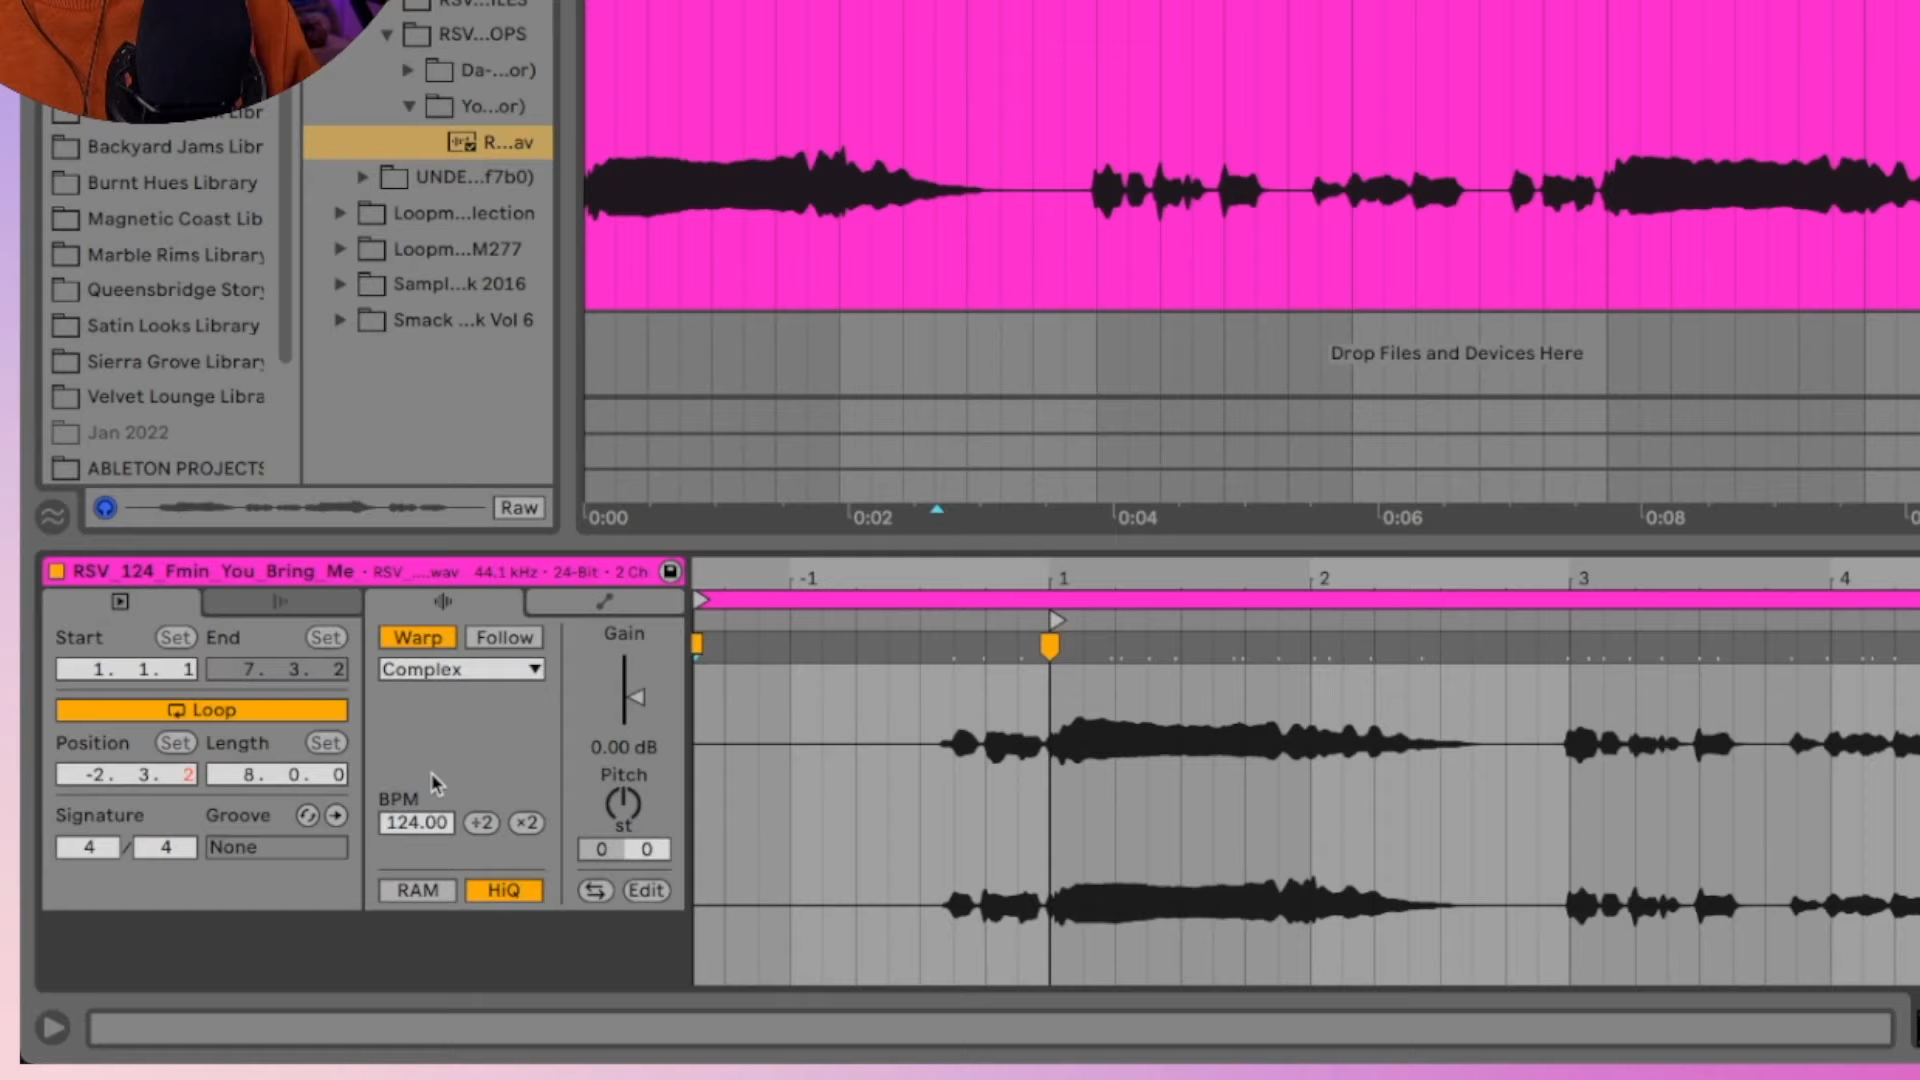 RSV...OPS
Da-...or)
Yo...or)
R...av
UNDE...f7b0)
Loopm...lection
Loopm...M277
Sampl...k 2016
Smack ...k Vol 6
Backyard Jams Libr
Burnt Hues Library
Magnetic Coast Lib
Marble Rims Library
Queensbridge Story
Satin Looks Library
Sierra Grove Library
Velvet Lounge Libra
Jan 2022
ABLETON PROJECTS
Raw
Drop Files and Devices Here
0:00 0:02 0:04 0:06 0:08
RSV_124_Fmin_You_Bring_Me · RSV_....wav 44.1 kHz · 24-Bit · 2 Ch
-1 1 2 3 4
Start Set End Set
1. 1. 1 7. 3. 2
Loop
Position Set Length Set
-2. 3. 2 8. 0. 0
Signature Groove
4 / 4 None
Warp Follow
Complex
BPM
124.00 ÷2 ×2
RAM HiQ
Gain
0.00 dB
Pitch
st
0 0
Edit